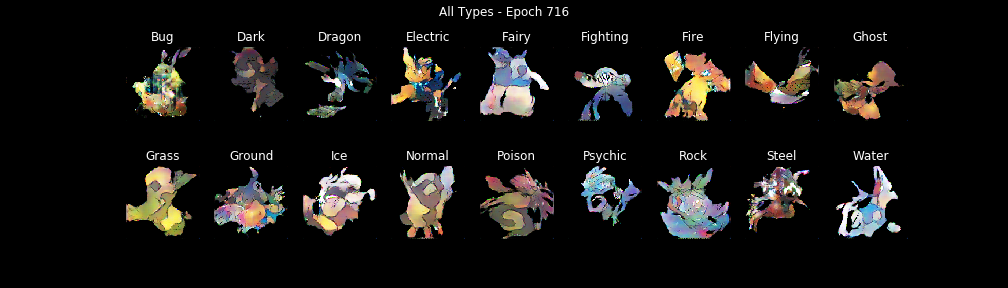 All Types - Epoch 716
Bug Dark Dragon Electric Fairy Fighting Fire Flying Ghost
Grass Ground Ice Normal Poison Psychic Rock Steel Water